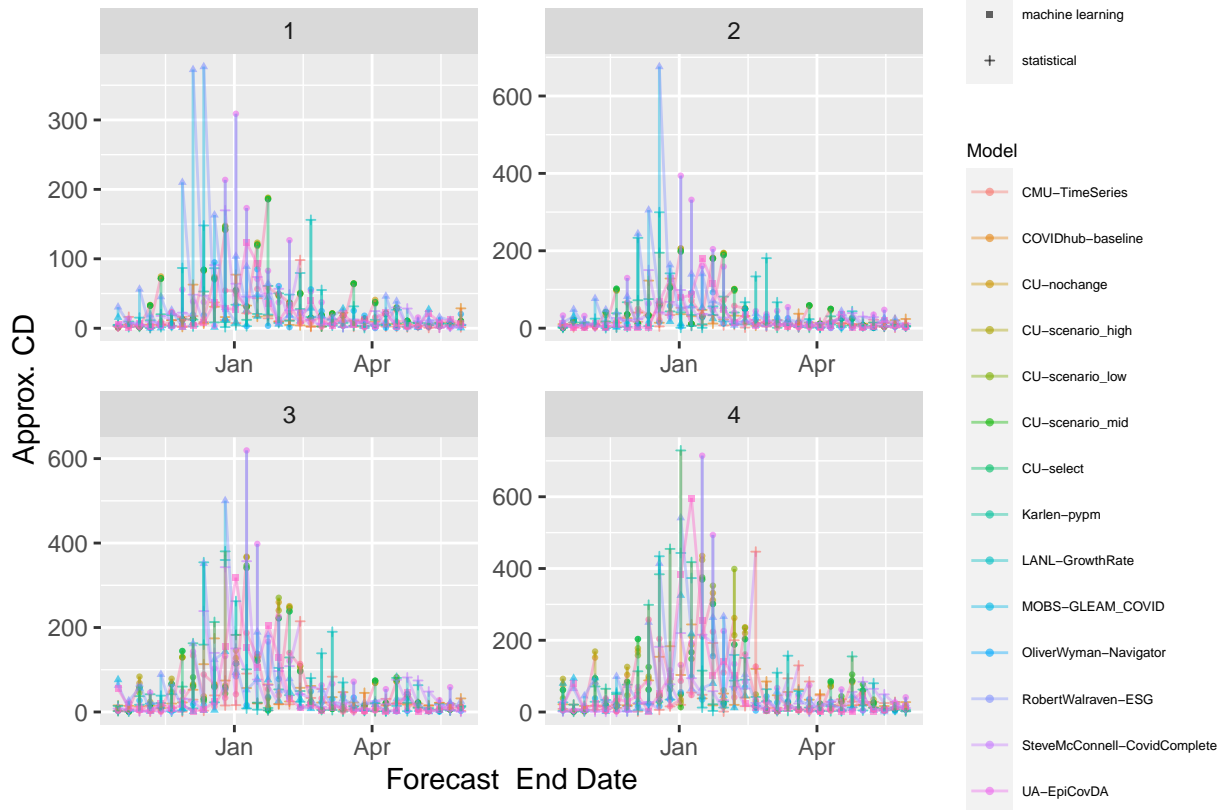 1
2
300
200
100
0
600
400
200
0
Jan
Apr
Jan
Apr
3
4
600
400
200
0
600
400
200
0
Jan
Apr
Jan
Apr
Approx. CD
Forecast  End Date
machine learning
statistical
Model
CMU−TimeSeries
COVIDhub−baseline
CU−nochange
CU−scenario_high
CU−scenario_low
CU−scenario_mid
CU−select
Karlen−pypm
LANL−GrowthRate
MOBS−GLEAM_COVID
OliverWyman−Navigator
RobertWalraven−ESG
SteveMcConnell−CovidComplete
UA−EpiCovDA